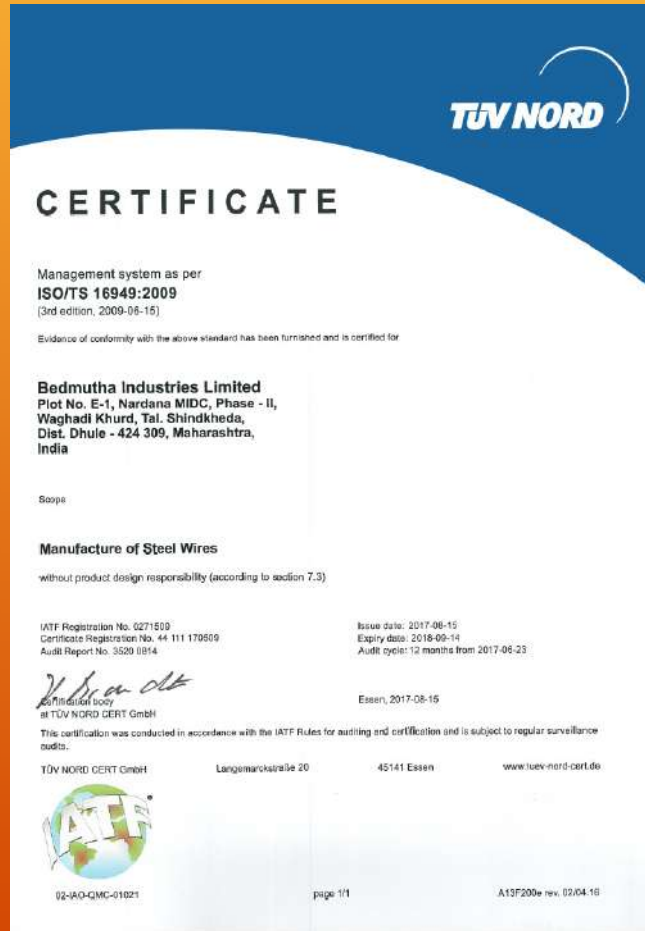 TÜV NORD
CERTIFICATE
Management system as per
ISO/TS 16949:2009
(3rd edition, 2009-06-15)
Evidence of conformity with the above standard has been furnished and is certified for
Bedmutha Industries Limited
Plot No. E-1, Nardana MIDC, Phase - II,
Waghadi Khurd, Tal. Shindkheda,
Dist. Dhule - 424 309, Maharashtra,
India
Scope
Manufacture of Steel Wires
without product design responsibility (according to section 7.3)
IATF Registration No. 0271509
Certificate Registration No. 44 111 170509
Audit Report No. 3520 0814
Issue date: 2017-08-15
Expiry date: 2018-09-14
Audit cycle: 12 months from 2017-06-23
Certification body
at TÜV NORD CERT GmbH
Essen, 2017-08-15
This certification was conducted in accordance with the IATF Rules for auditing and certification and is subject to regular surveillance
audits.
TÜV NORD CERT GmbH Langemarckstraße 20 45141 Essen www.tuev-nord-cert.de
IATF
02-IAO-QMC-01021 page 1/1 A13F200e rev. 02/04.16